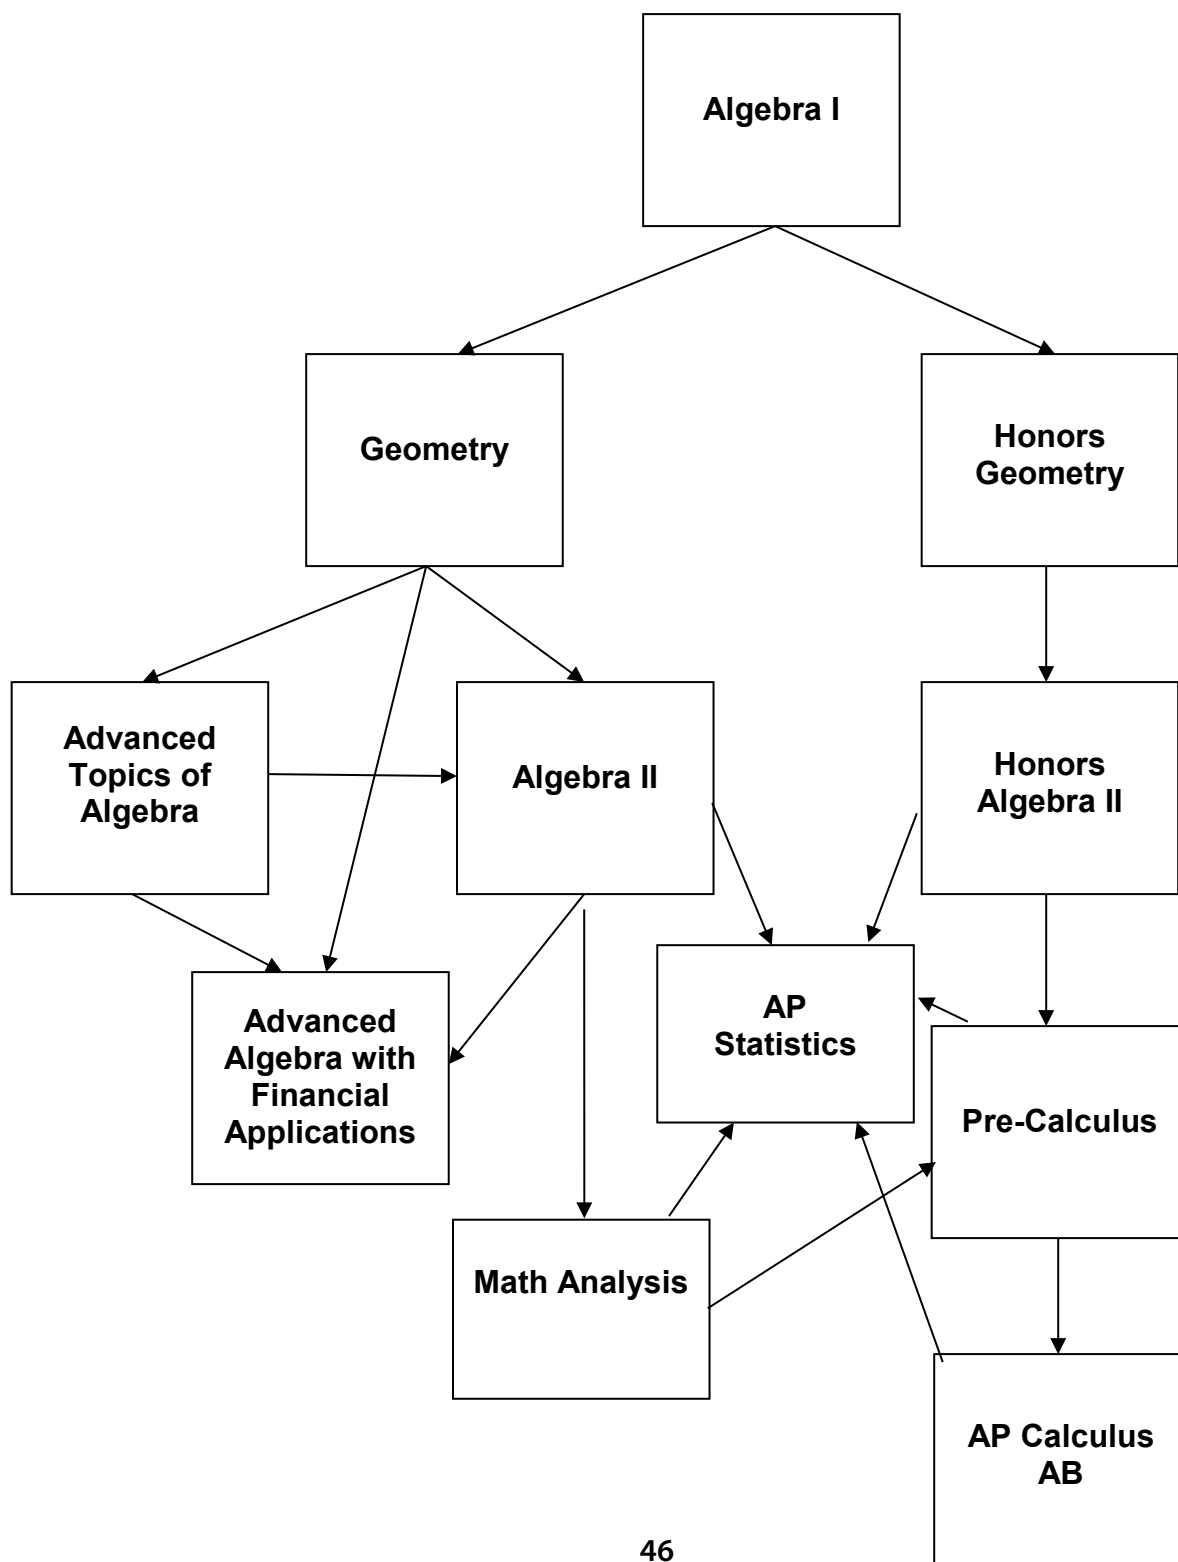 Algebra I
Geometry
Honors
Geometry
Advanced
Topics of
Algebra
Algebra II
Honors
Algebra II
Advanced
Algebra with
Financial
Applications
AP
Statistics
Pre-Calculus
Math Analysis
AP Calculus
AB
46